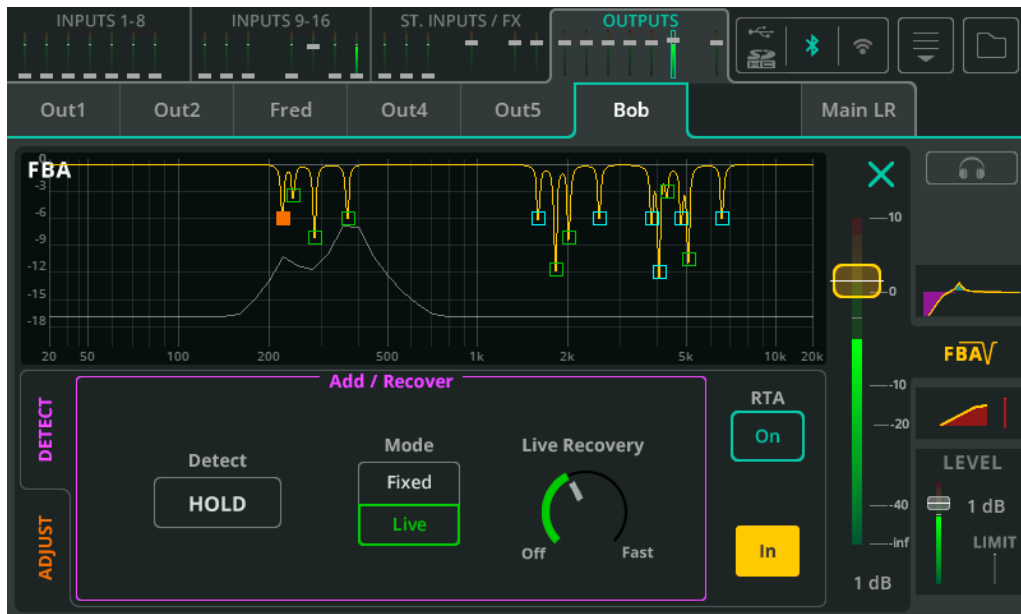 INPUTS 1-8 INPUTS 9-16 ST. INPUTS / FX OUTPUTS
SD
HC
Out1 Out2 Fred Out4 Out5 Bob Main LR
FBA
0
-3
-6
-9
-12
-15
-18
20 50 100 200 500 1k 2k 5k 10k 20k
10
0
-10
-20
-40
-inf
1 dB
FBA
LEVEL
1 dB
LIMIT
DETECT
ADJUST
Add / Recover
Detect
HOLD
Mode
Fixed
Live
Live Recovery
Off Fast
RTA
On
In